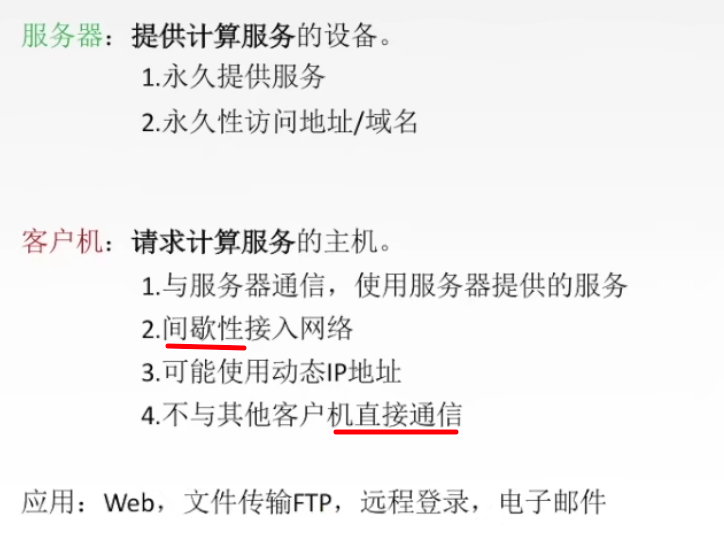 服务器：提供计算服务的设备。
1.永久提供服务
2.永久性访问地址/域名
客户机：请求计算服务的主机。
1.与服务器通信，使用服务器提供的服务
2.间歇性接入网络
3.可能使用动态IP地址
4.不与其他客户机直接通信
应用：Web，文件传输FTP，远程登录，电子邮件